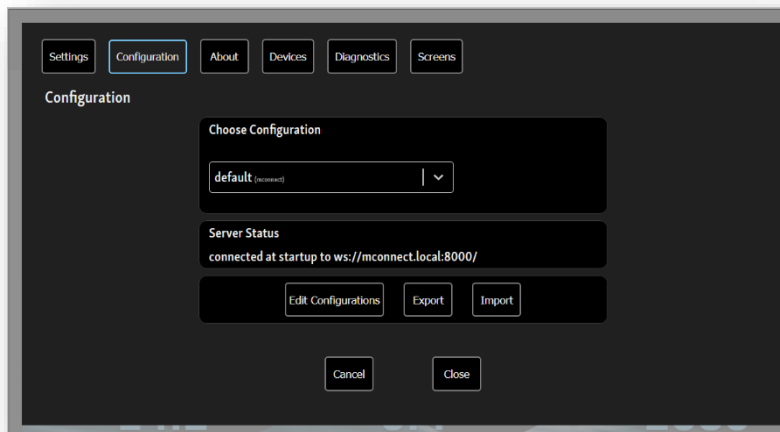 Settings Configuration About Devices Diagnostics Screens
Configuration
Choose Configuration
default (mconnect)
Server Status
connected at startup to ws://mconnect.local:8000/
Edit Configurations Export Import
Cancel Close